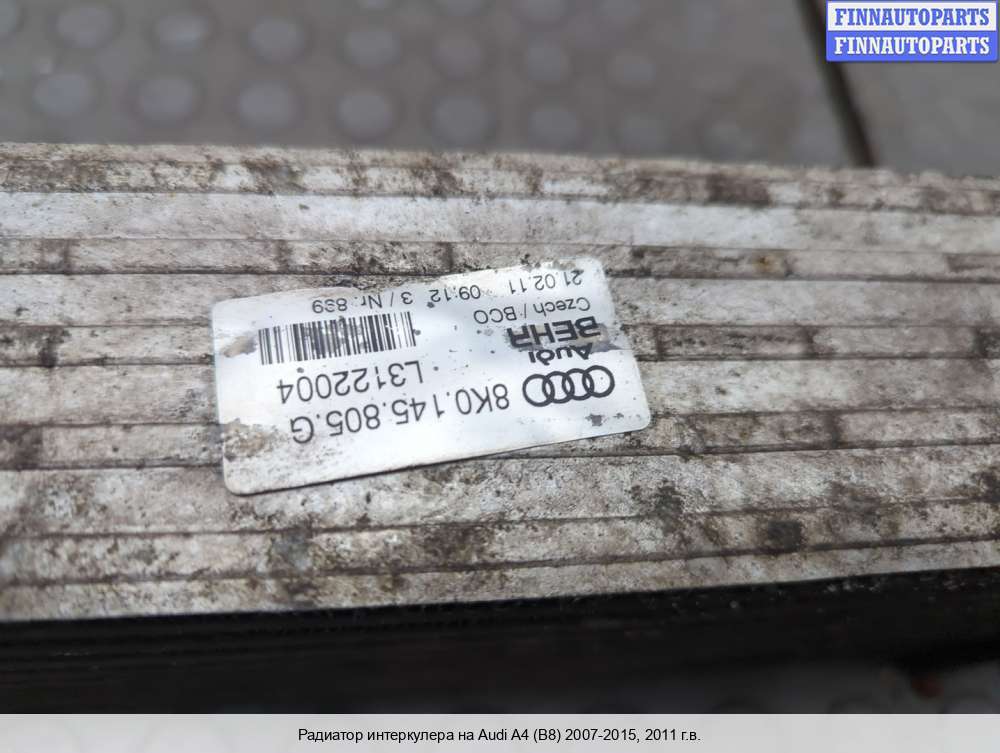 FINNAUTOPARTS
FINNAUTOPARTS
8K0.145.805.G
L3122004
Audi
BEHR
Czech / BCO
21.02.11 09:12 3 / Nr. 899
Радиатор интеркулера на Audi A4 (B8) 2007-2015, 2011 г.в.